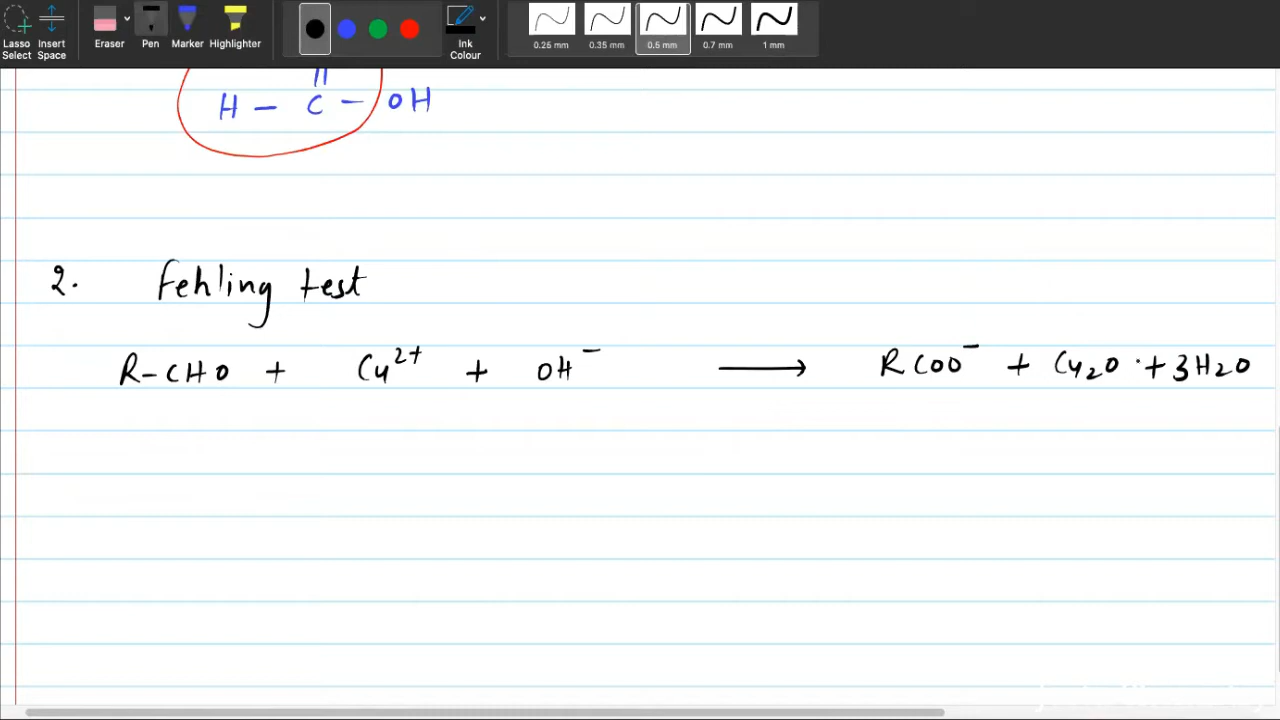 Lasso Select
Insert Space
Eraser
Pen
Marker
Highlighter
Ink Colour
0.25 mm
0.35 mm
0.5 mm
0.7 mm
1 mm
H – C – OH
2. Fehling test
R–CHO + Cu²⁺ + OH⁻ ⟶ RCOO⁻ + Cu₂O + 3H₂O